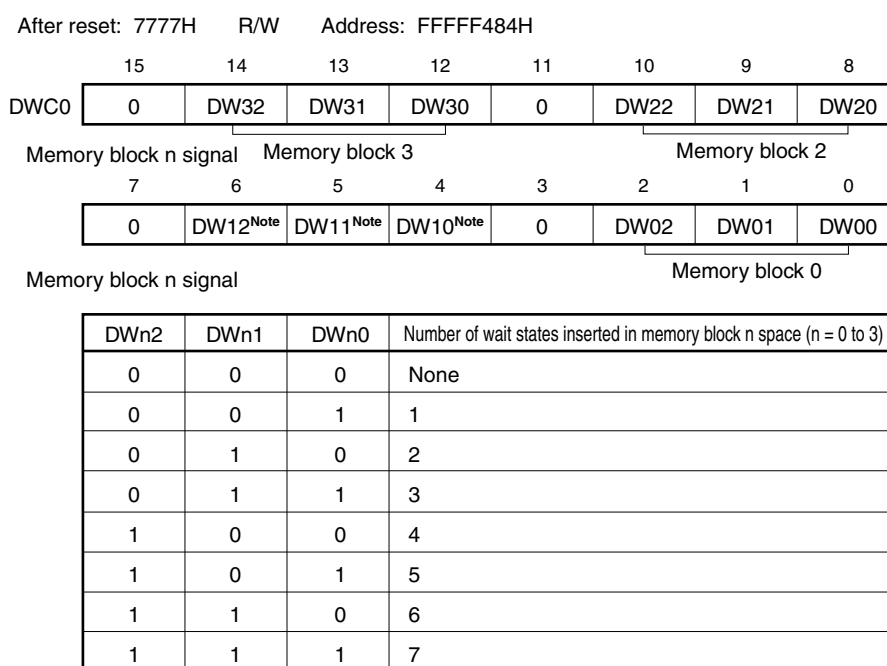 After reset: 7777H R/W Address: FFFFF484H
15 14 13 12 11 10 9 8
DWC0 0 DW32 DW31 DW30 0 DW22 DW21 DW20
Memory block n signal Memory block 3 Memory block 2
7 6 5 4 3 2 1 0
0 DW12Note DW11Note DW10Note 0 DW02 DW01 DW00
Memory block n signal Memory block 0
DWn2 DWn1 DWn0 Number of wait states inserted in memory block n space (n = 0 to 3)
0 0 0 None
0 0 1 1
0 1 0 2
0 1 1 3
1 0 0 4
1 0 1 5
1 1 0 6
1 1 1 7